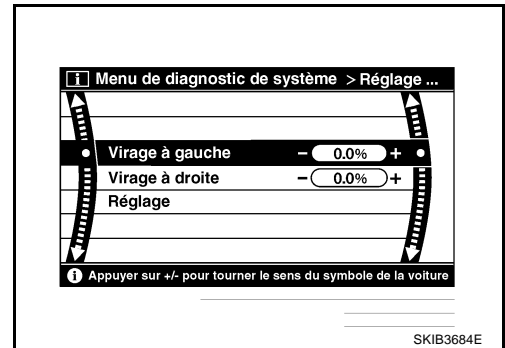 i Menu de diagnostic de système > Réglage ...
Virage à gauche − 0.0% +
Virage à droite − 0.0% +
Réglage
i Appuyer sur +/- pour tourner le sens du symbole de la voiture
SKIB3684E